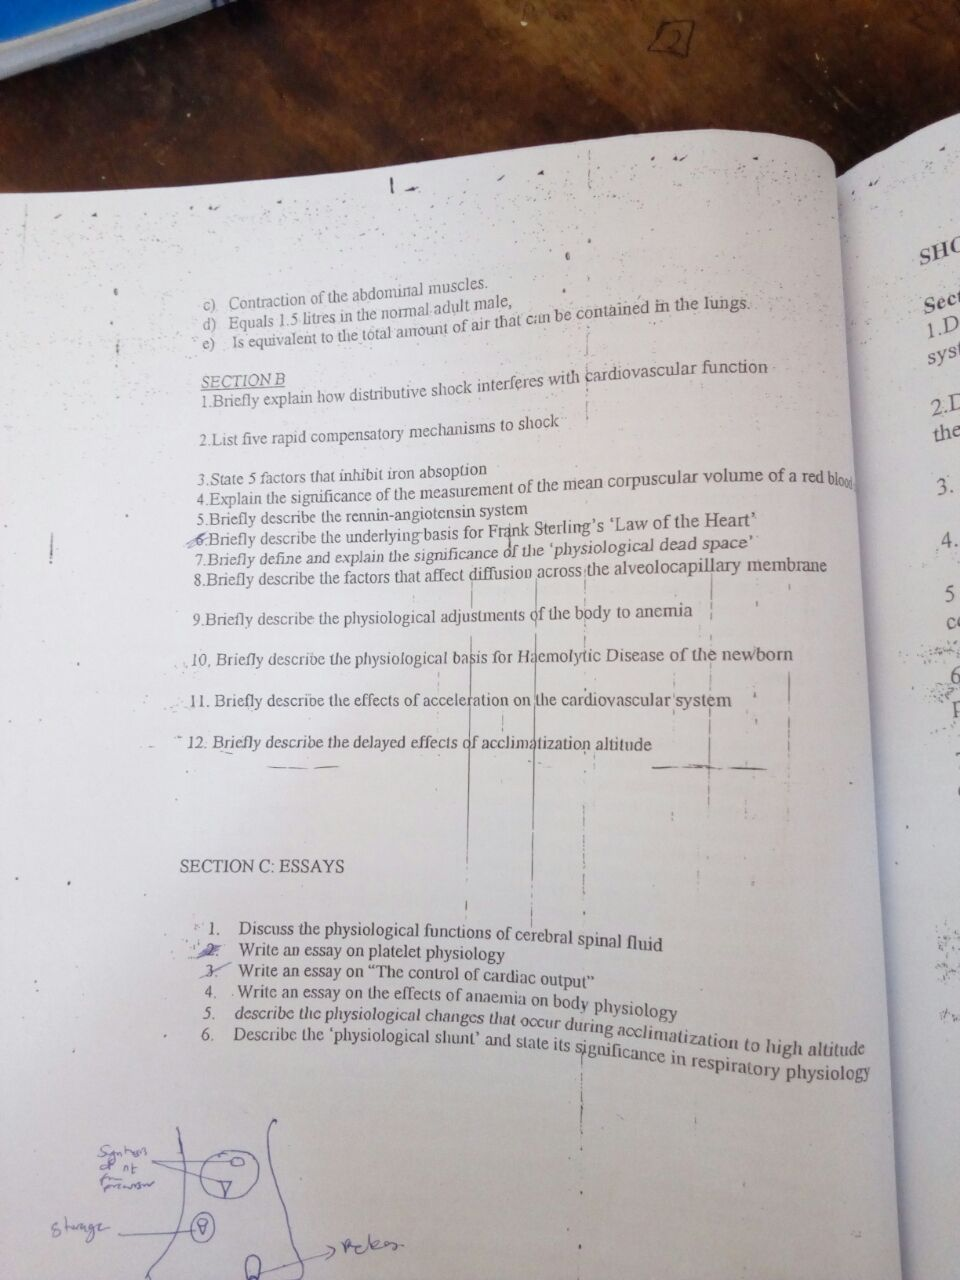 2
c) Contraction of the abdominal muscles.
d) Equals 1.5 litres in the normal adult male,
e) Is equivalent to the total amount of air that can be contained in the lungs.
SECTION B
1.Briefly explain how distributive shock interferes with cardiovascular function
2.List five rapid compensatory mechanisms to shock
3.State 5 factors that inhibit iron absoption
4.Explain the significance of the measurement of the mean corpuscular volume of a red blood
5.Briefly describe the rennin-angiotensin system
6.Briefly describe the underlying basis for Frank Sterling's 'Law of the Heart'
7.Briefly define and explain the significance of the 'physiological dead space'
8.Briefly describe the factors that affect diffusion across the alveolocapillary membrane
9.Briefly describe the physiological adjustments of the body to anemia
10, Briefly describe the physiological basis for Haemolytic Disease of the newborn
11. Briefly describe the effects of acceleration on the cardiovascular system
12. Briefly describe the delayed effects of acclimatization altitude
SECTION C: ESSAYS
1. Discuss the physiological functions of cerebral spinal fluid
2. Write an essay on platelet physiology
3. Write an essay on "The control of cardiac output"
4. Write an essay on the effects of anaemia on body physiology
5. describe the physiological changes that occur during acclimatization to high altitude
6. Describe the 'physiological shunt' and state its significance in respiratory physiology
of nt
storage
SHO
Sect
1.D
syst
2.D
the
3.
4.
5
6